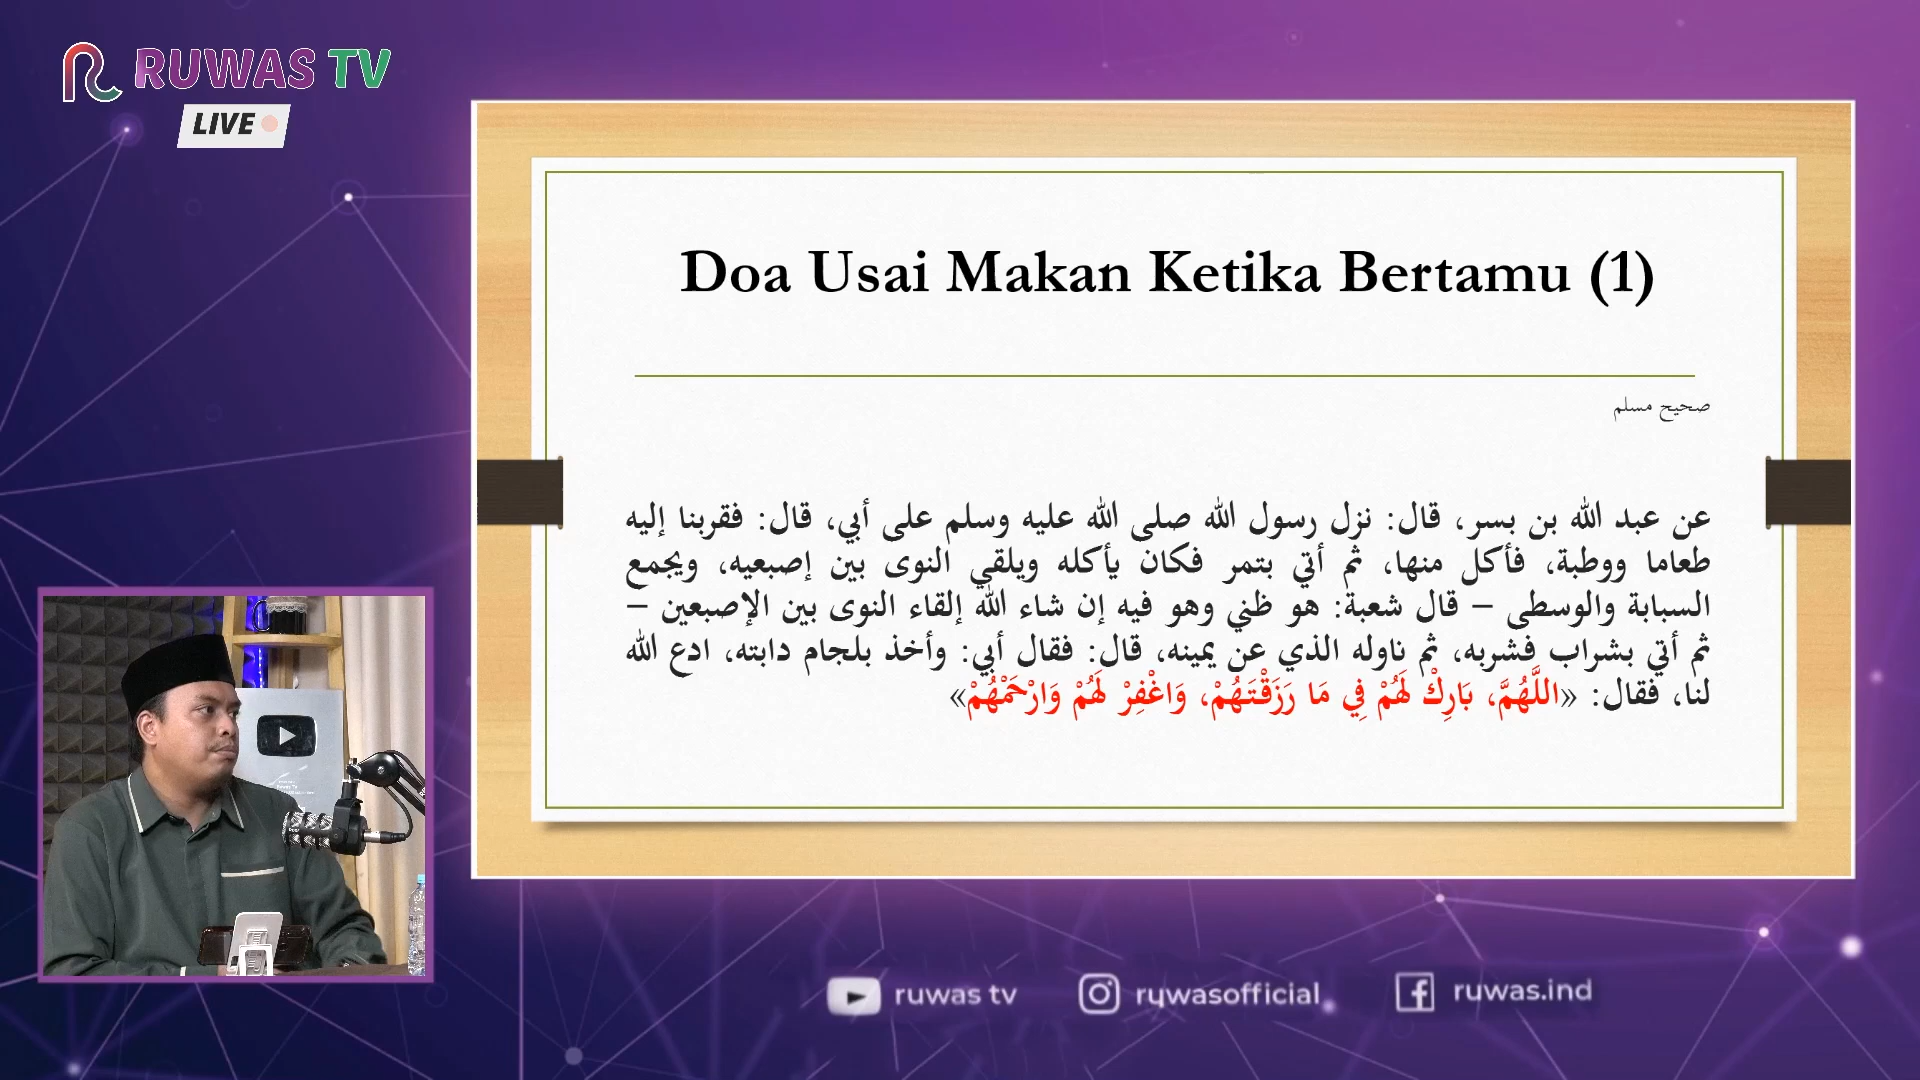 RUWAS TV
LIVE
Doa Usai Makan Ketika Bertamu (1)
صحيح مسلم
عن عبد الله بن بسر، قال: نزل رسول الله صلى الله عليه وسلم على أبي، قال: فقربنا إليه
طعاما ووطبة، فأكل منها، ثم أتي بتمر فكان يأكله ويلقي النوى بين إصبعيه، ويجمع
السبابة والوسطى – قال شعبة: هو ظني وهو فيه إن شاء الله إلقاء النوى بين الإصبعين –
ثم أتي بشراب فشربه، ثم ناوله الذي عن يمينه، قال: فقال أبي: وأخذ بلجام دابته، ادع الله
لنا، فقال: «اللَّهُمَّ، بَارِكْ لَهُمْ فِي مَا رَزَقْتَهُمْ، وَاغْفِرْ لَهُمْ وَارْحَمْهُمْ»
ruwas tv
ruwasofficial
ruwas.ind